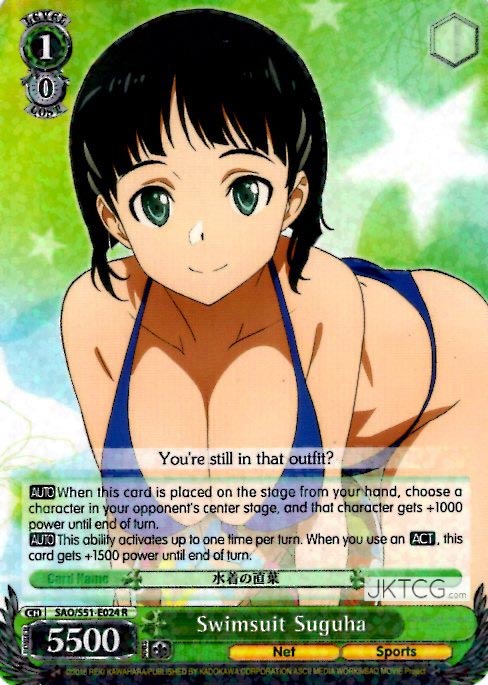 LEVEL
1
0
COST
You're still in that outfit?
AUTO When this card is placed on the stage from your hand, choose a
character in your opponent's center stage, and that character gets +1000
power until end of turn.
AUTO This ability activates up to one time per turn. When you use an ACT, this
card gets +1500 power until end of turn.
Card Name
水着の直葉
JKTCG.com
CH
SAO/S51-E024 R
5500
Swimsuit Suguha
Net
Sports